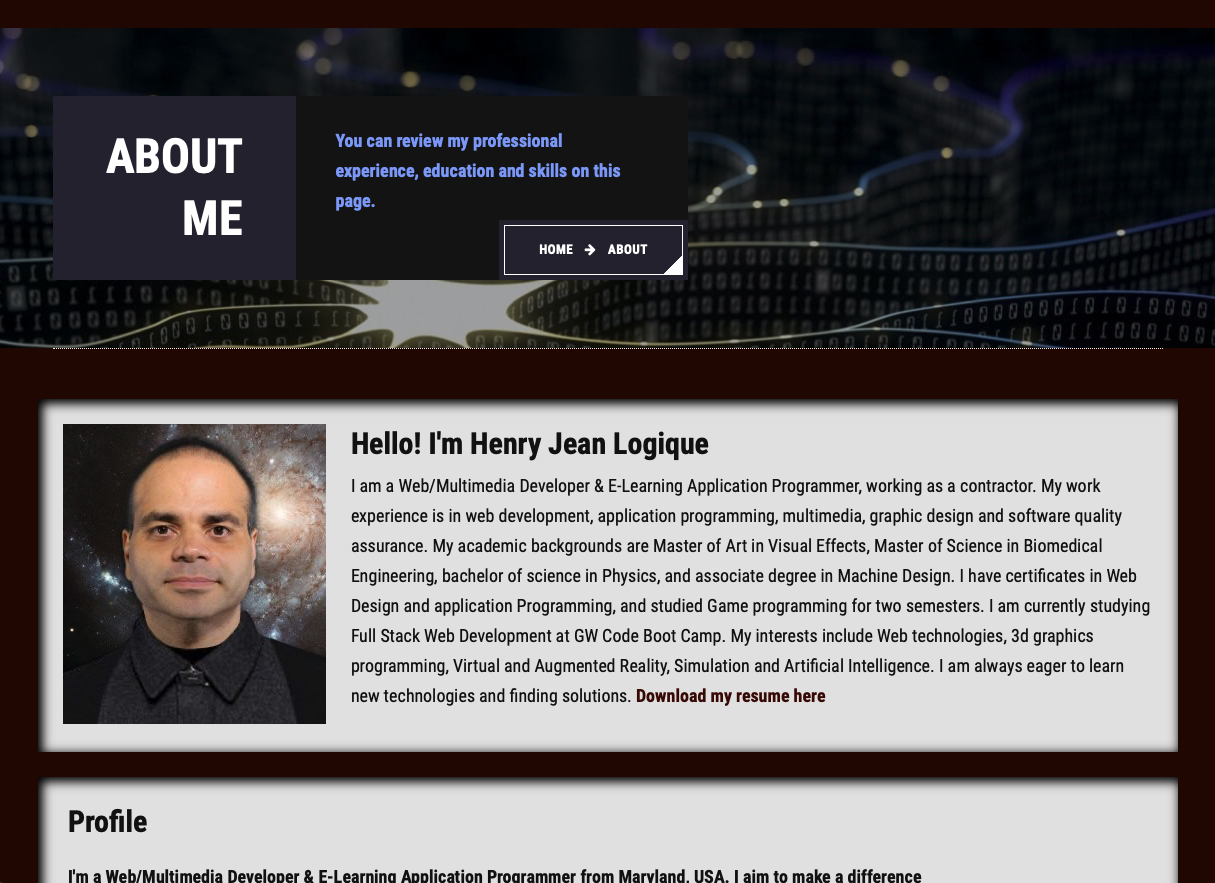 ABOUT
ME
You can review my professional
experience, education and skills on this
page.
HOME → ABOUT
Hello! I'm Henry Jean Logique
I am a Web/Multimedia Developer & E-Learning Application Programmer, working as a contractor. My work
experience is in web development, application programming, multimedia, graphic design and software quality
assurance. My academic backgrounds are Master of Art in Visual Effects, Master of Science in Biomedical
Engineering, bachelor of science in Physics, and associate degree in Machine Design. I have certificates in Web
Design and application Programming, and studied Game programming for two semesters. I am currently studying
Full Stack Web Development at GW Code Boot Camp. My interests include Web technologies, 3d graphics
programming, Virtual and Augmented Reality, Simulation and Artificial Intelligence. I am always eager to learn
new technologies and finding solutions. Download my resume here
Profile
I'm a Web/Multimedia Developer & E-Learning Application Programmer from Maryland, USA. I aim to make a difference